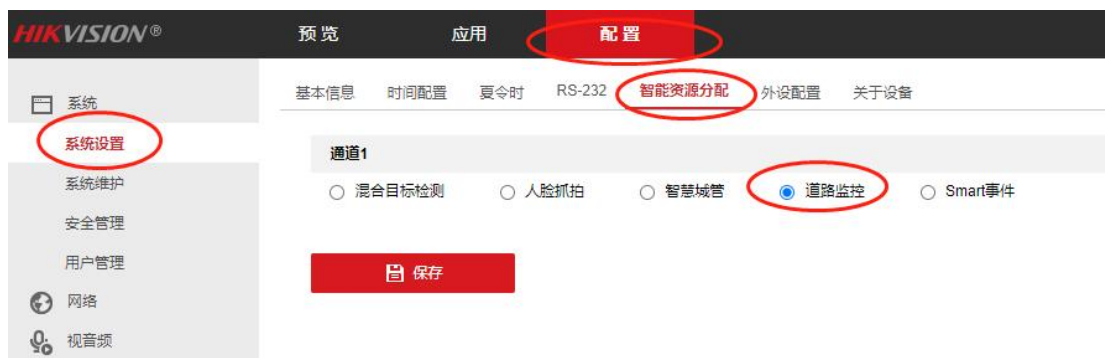 HIKVISION® 预览 应用 配置
系统
系统设置
系统维护
安全管理
用户管理
网络
视音频
基本信息 时间配置 夏令时 RS-232 智能资源分配 外设配置 关于设备
通道1
混合目标检测 人脸抓拍 智慧城管 道路监控 Smart事件
保存